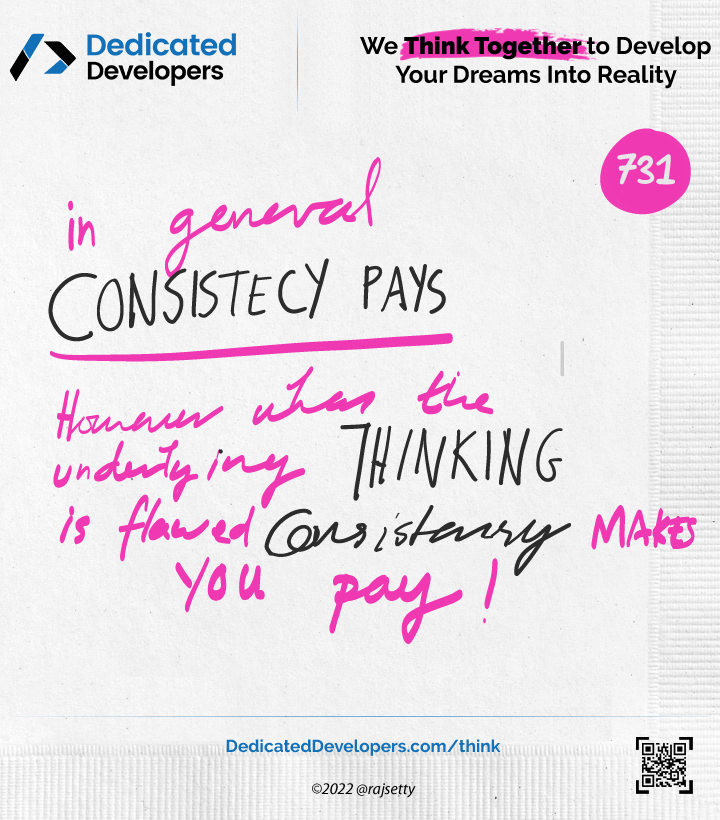 Dedicated
Developers
We Think Together to Develop
Your Dreams Into Reality
731
in general
CONSISTECY PAYS
However when the
underlying THINKING
is flawed Consistency MAKES
YOU pay!
DedicatedDevelopers.com/think
©2022 @rajsetty